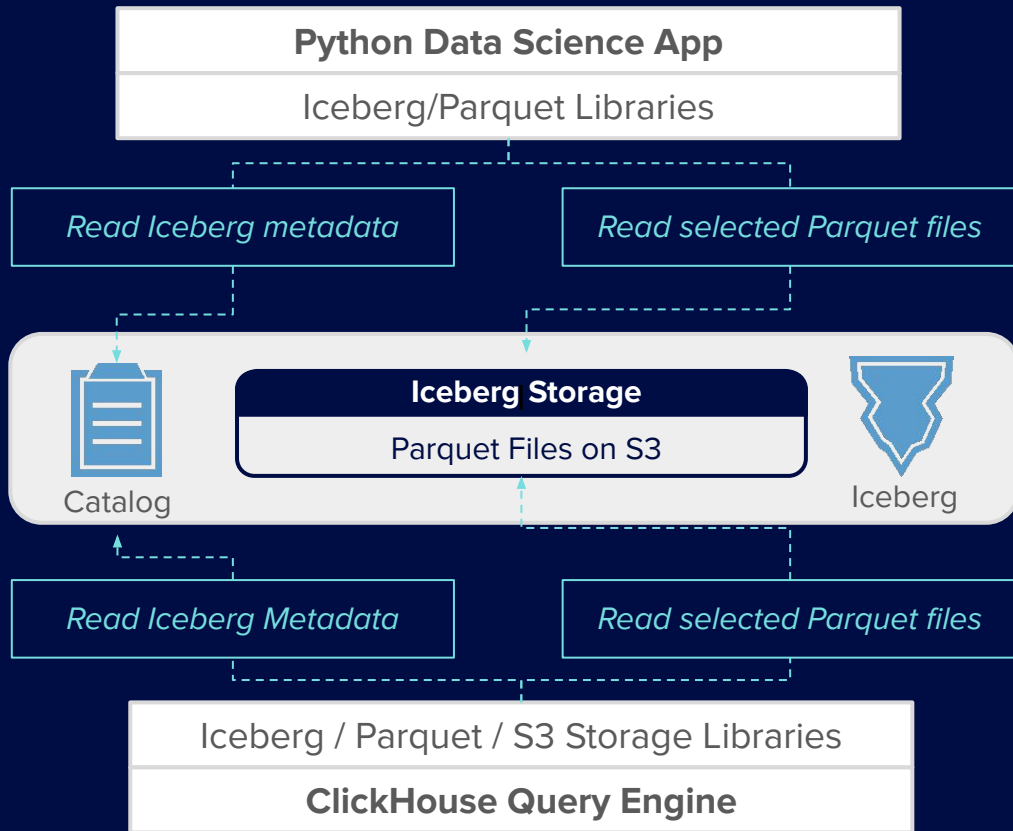 Python Data Science App
Iceberg/Parquet Libraries
Read Iceberg metadata
Read selected Parquet files
Iceberg Storage
Parquet Files on S3
Catalog
Iceberg
Read Iceberg Metadata
Read selected Parquet files
Iceberg / Parquet / S3 Storage Libraries
ClickHouse Query Engine